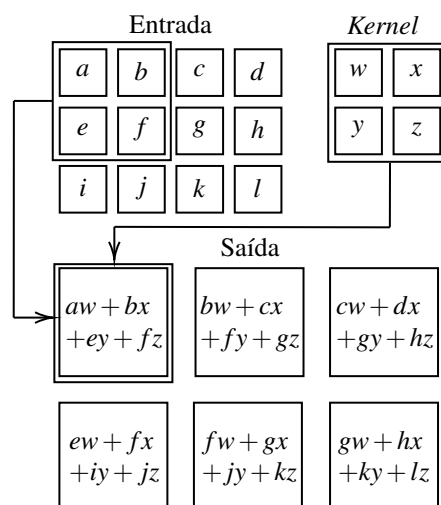 Entrada Kernel
a b c d w x
e f g h y z
i j k l
Saída
aw + bx bw + cx cw + dx
+ey + fz +fy + gz +gy + hz
ew + fx fw + gx gw + hx
+iy + jz +jy + kz +ky + lz